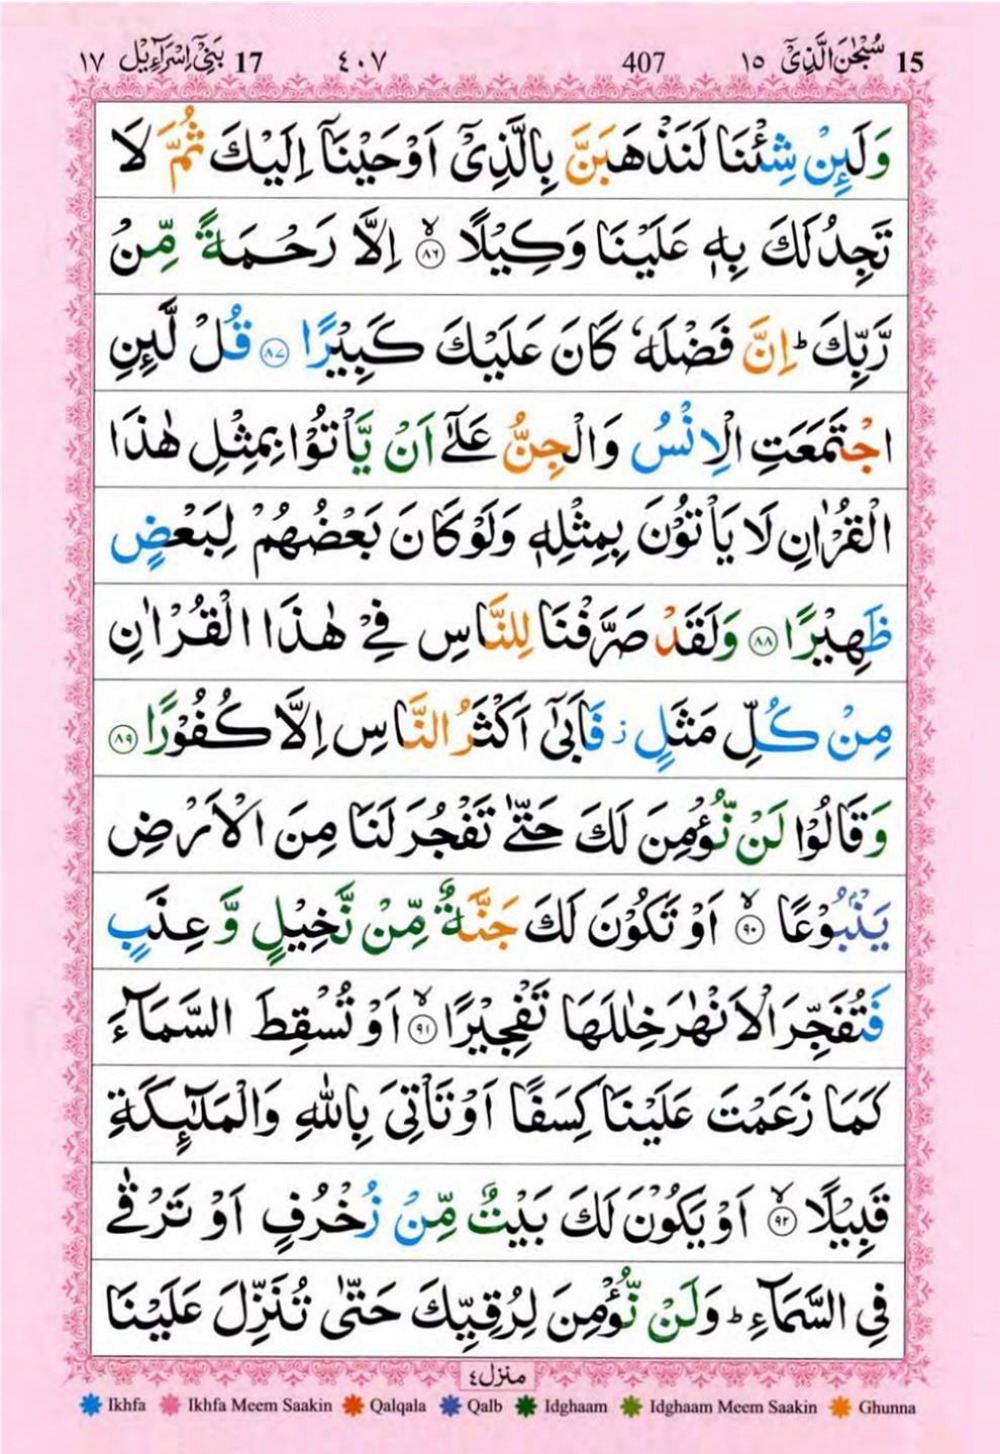 15 سُبْحٰنَ الَّذِیْۤ ١٥ 407 ٤٠٧ 17 بَنِیْۤ اِسْرَآءِیْل ١٧
وَلَىِٕنْ شِئْنَا لَنَذْهَبَنَّ بِالَّذِیْۤ اَوْحَیْنَاۤ اِلَیْكَ ثُمَّ لَا
تَجِدُ لَكَ بِهٖ عَلَیْنَا وَكِیْلًا ۙ ﴿٨٦﴾ اِلَّا رَحْمَةً مِّنْ
رَّبِّكَ ؕ اِنَّ فَضْلَهٗ كَانَ عَلَیْكَ كَبِیْرًا ﴿٨٧﴾ قُلْ لَّىِٕنِ
اجْتَمَعَتِ الْاِنْسُ وَالْجِنُّ عَلٰۤی اَنْ یَّاْتُوْا بِمِثْلِ هٰذَا
الْقُرْاٰنِ لَا یَاْتُوْنَ بِمِثْلِهٖ وَلَوْ كَانَ بَعْضُهُمْ لِبَعْضٍ
ظَهِیْرًا ﴿٨٨﴾ وَلَقَدْ صَرَّفْنَا لِلنَّاسِ فِیْ هٰذَا الْقُرْاٰنِ
مِنْ كُلِّ مَثَلٍ ؗ فَاَبٰۤی اَكْثَرُ النَّاسِ اِلَّا كُفُوْرًا ﴿٨٩﴾
وَقَالُوْا لَنْ نُّؤْمِنَ لَكَ حَتّٰی تَفْجُرَ لَنَا مِنَ الْاَرْضِ
یَنْۢبُوْعًا ۙ ﴿٩٠﴾ اَوْ تَكُوْنَ لَكَ جَنَّةٌ مِّنْ نَّخِیْلٍ وَّعِنَبٍ
فَتُفَجِّرَ الْاَنْهٰرَ خِلٰلَهَا تَفْجِیْرًا ۙ ﴿٩١﴾ اَوْ تُسْقِطَ السَّمَآءَ
كَمَا زَعَمْتَ عَلَیْنَا كِسَفًا اَوْ تَاْتِیَ بِاللّٰهِ وَالْمَلٰٓىِٕكَةِ
قَبِیْلًا ۙ ﴿٩٢﴾ اَوْ یَكُوْنَ لَكَ بَیْتٌ مِّنْ زُخْرُفٍ اَوْ تَرْقٰی
فِی السَّمَآءِ ؕ وَلَنْ نُّؤْمِنَ لِرُقِیِّكَ حَتّٰی تُنَزِّلَ عَلَیْنَا
منزل ٤
Ikhfa Ikhfa Meem Saakin Qalqala Qalb Idghaam Idghaam Meem Saakin Ghunna